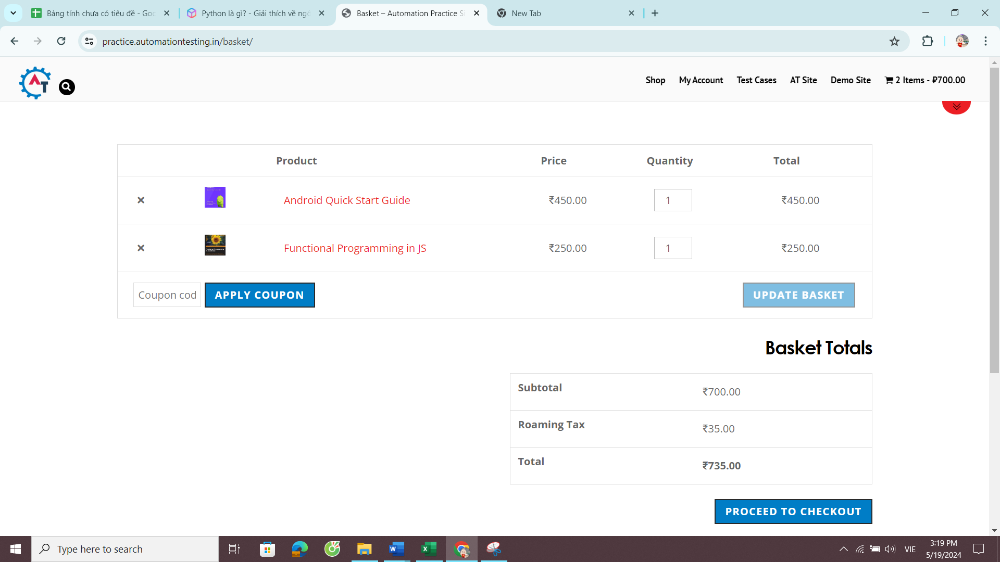 Bảng tính chưa có tiêu đề - Goo
Python là gì? - Giải thích về ngô
Basket – Automation Practice Si
New Tab
practice.automationtesting.in/basket/
AT
Shop
My Account
Test Cases
AT Site
Demo Site
2 Items - ₽700.00
Product Price Quantity Total
Android Quick Start Guide ₹450.00 1 ₹450.00
Functional Programming in JS ₹250.00 1 ₹250.00
Coupon cod
APPLY COUPON
UPDATE BASKET
Basket Totals
Subtotal ₹700.00
Roaming Tax ₹35.00
Total ₹735.00
PROCEED TO CHECKOUT
Type here to search
VIE
3:19 PM
5/19/2024